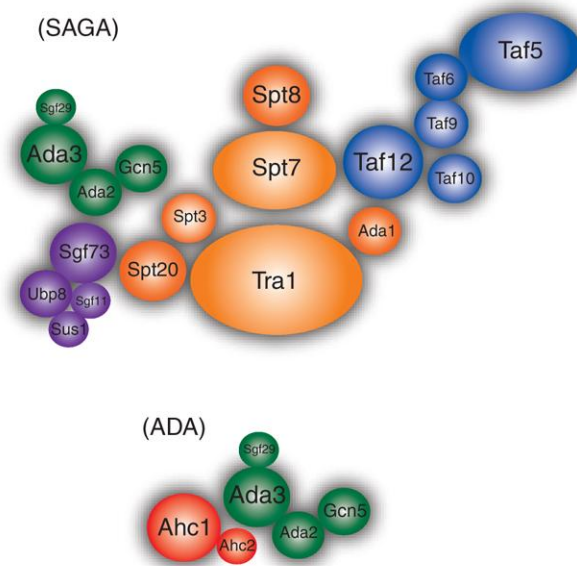 (SAGA)
Taf5
Taf6
Spt8
Sgf29
Taf9
Ada3
Gcn5
Spt7
Taf12
Taf10
Ada2
Spt3
Ada1
Sgf73
Spt20
Tra1
Ubp8
Sgf11
Sus1
(ADA)
Sgf29
Ada3
Gcn5
Ahc1
Ada2
Ahc2